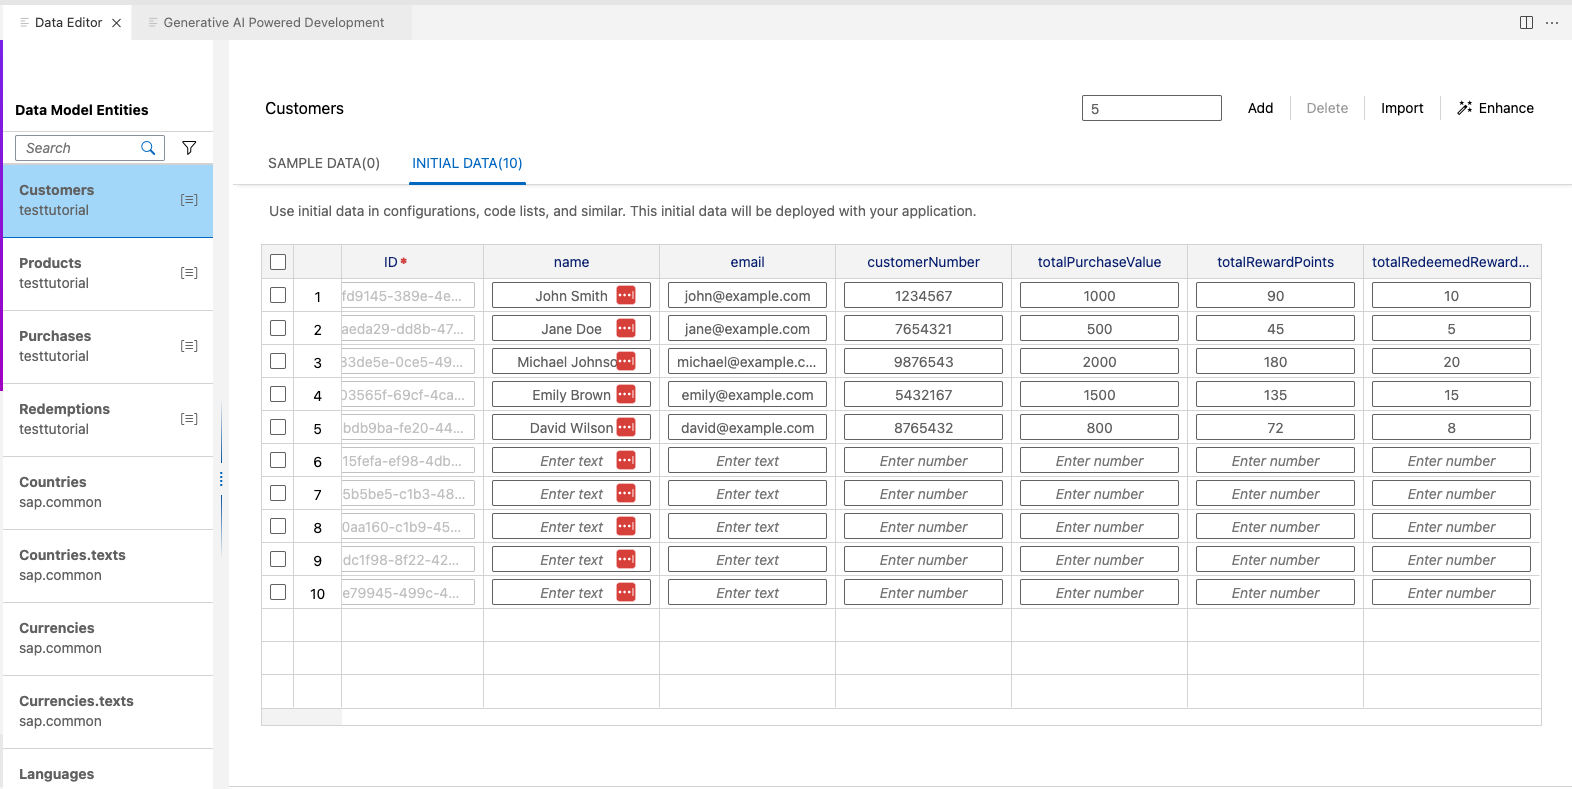 Data Editor
Generative AI Powered Development
Data Model Entities
Search
Customers
testtutorial
Products
testtutorial
Purchases
testtutorial
Redemptions
testtutorial
Countries
sap.common
Countries.texts
sap.common
Currencies
sap.common
Currencies.texts
sap.common
Languages
Customers
5 Add Delete Import Enhance
SAMPLE DATA(0) INITIAL DATA(10)
Use initial data in configurations, code lists, and similar. This initial data will be deployed with your application.
ID* name email customerNumber totalPurchaseValue totalRewardPoints totalRedeemedReward...
1 fd9145-389e-4e... John Smith john@example.com 1234567 1000 90 10
2 aeda29-dd8b-47... Jane Doe jane@example.com 7654321 500 45 5
3 83de5e-0ce5-49... Michael Johnso michael@example.c... 9876543 2000 180 20
4 03565f-69cf-4ca... Emily Brown emily@example.com 5432167 1500 135 15
5 bdb9ba-fe20-44... David Wilson david@example.com 8765432 800 72 8
6 15fefa-ef98-4db... Enter text Enter text Enter number Enter number Enter number Enter number
7 5b5be5-c1b3-48... Enter text Enter text Enter number Enter number Enter number Enter number
8 0aa160-c1b9-45... Enter text Enter text Enter number Enter number Enter number Enter number
9 dc1f98-8f22-42... Enter text Enter text Enter number Enter number Enter number Enter number
10 e79945-499c-4... Enter text Enter text Enter number Enter number Enter number Enter number